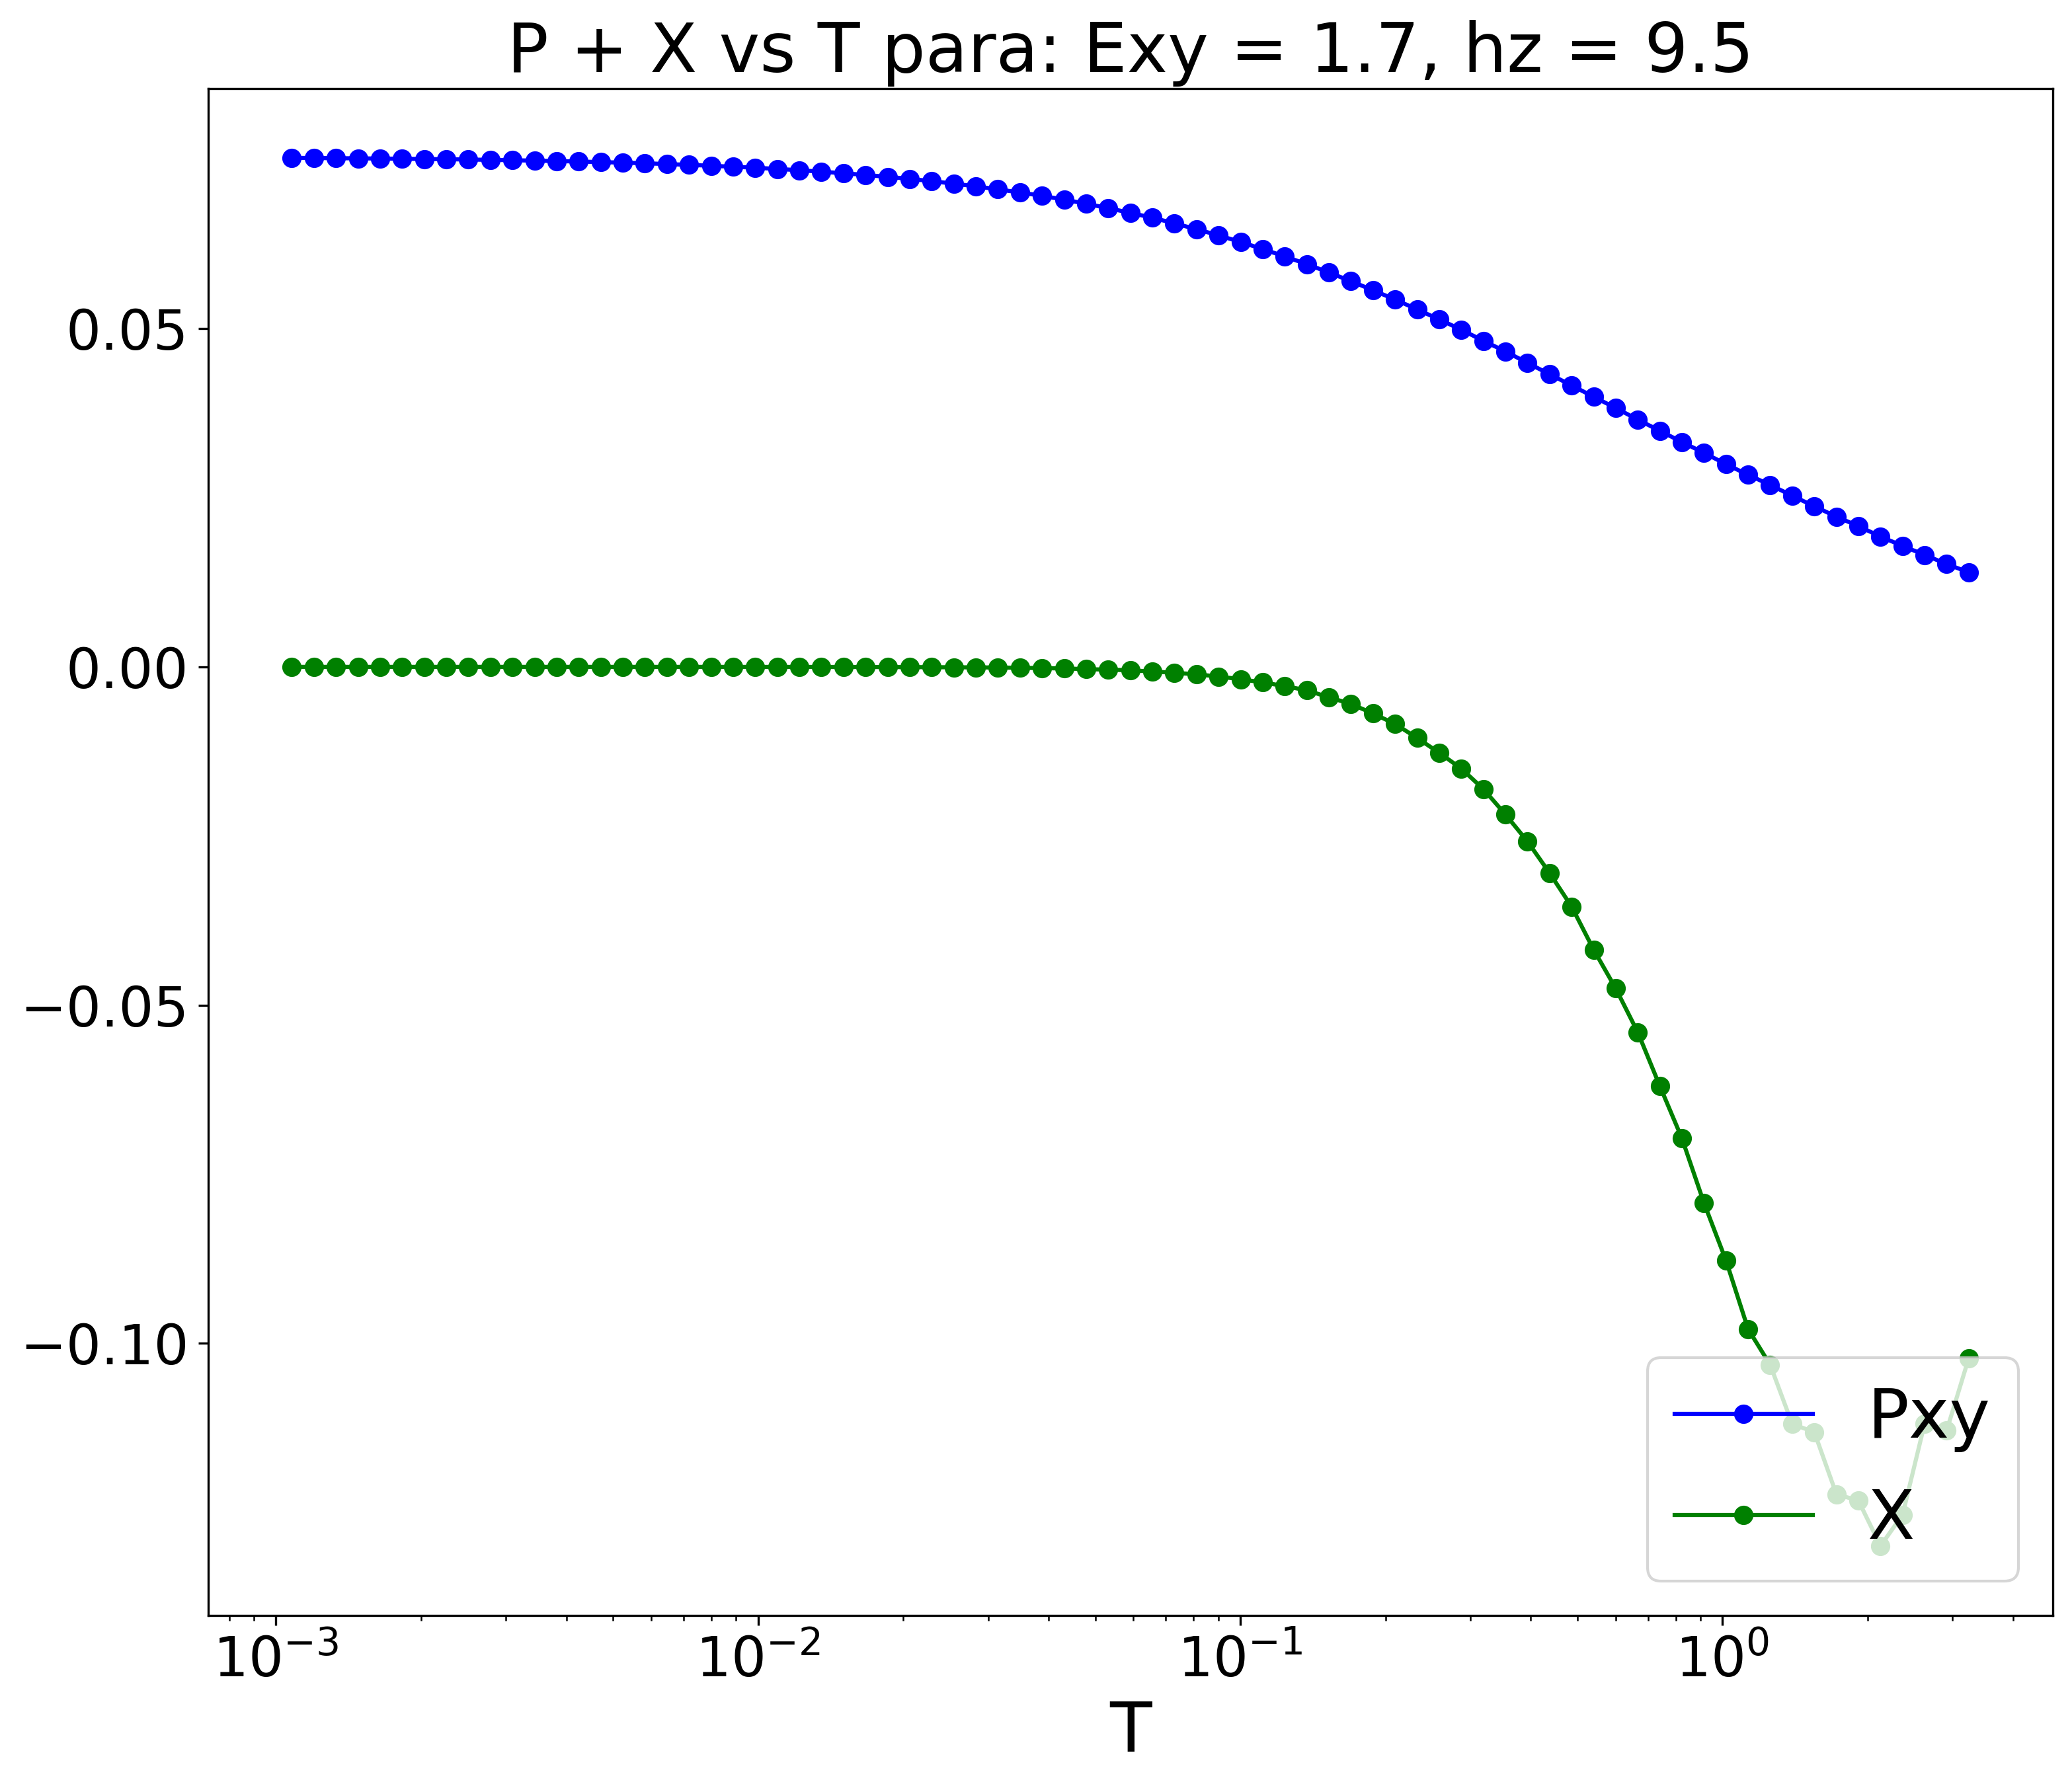 P + X vs T para: Exy = 1.7, hz = 9.5
0.05
0.00
−0.05
−0.10
10⁻³ 10⁻² 10⁻¹ 10⁰
T
Pxy
X